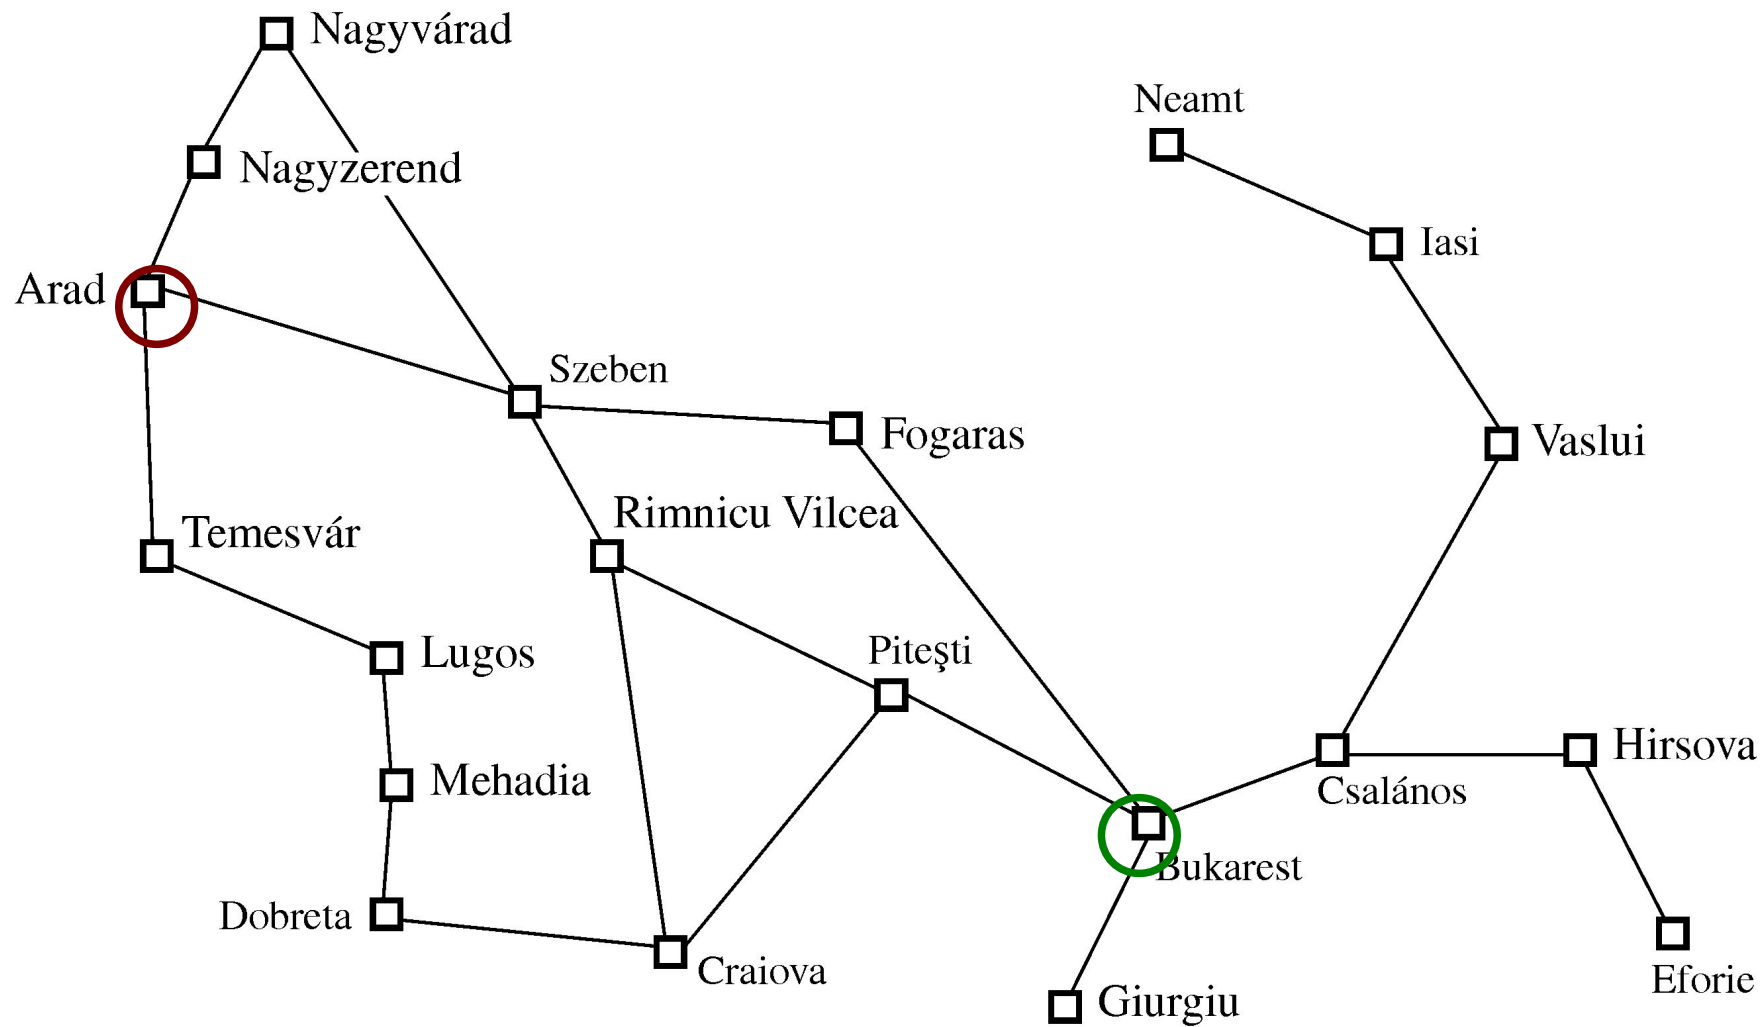 Nagyvárad
Neamt
Nagyzerend
Iasi
Arad
Szeben
Fogaras
Vaslui
Rimnicu Vilcea
Temesvár
Lugos
Piteşti
Hirsova
Mehadia
Csalános
Bukarest
Dobreta
Craiova
Eforie
Giurgiu